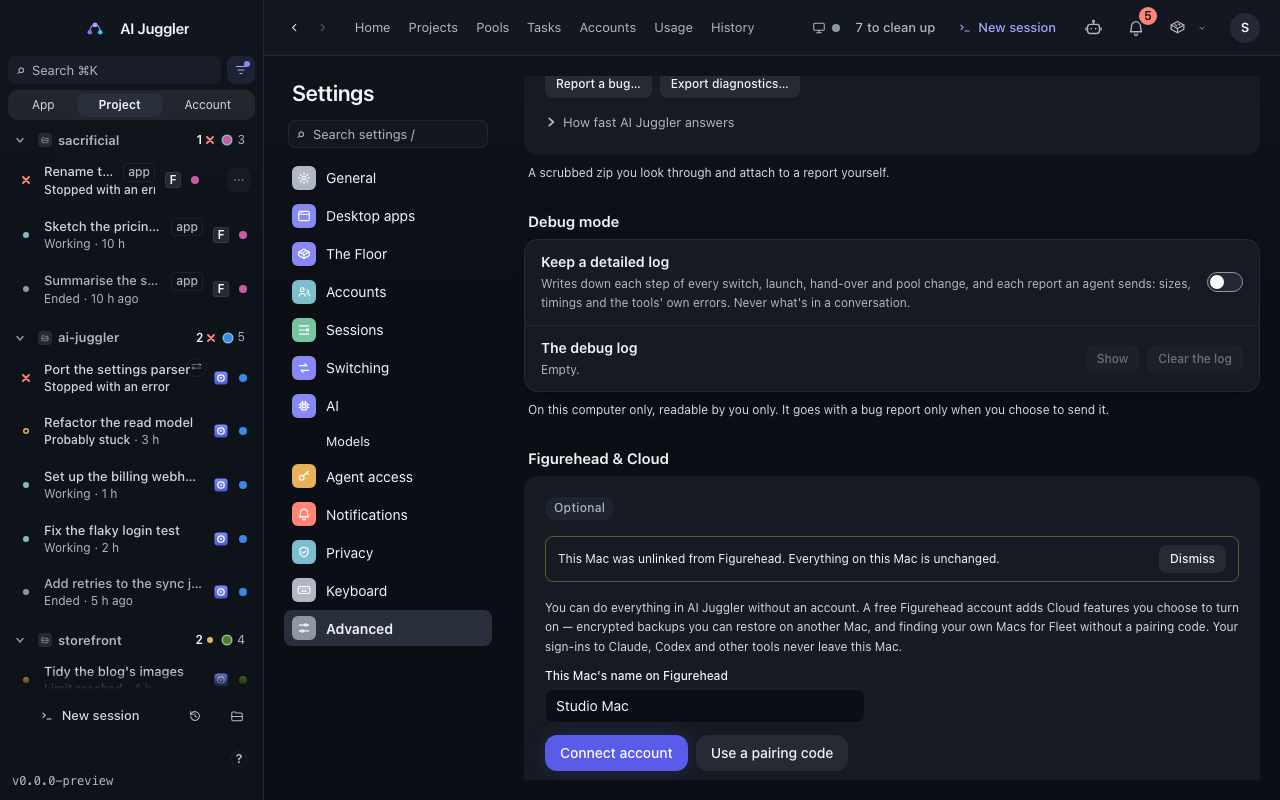 AI Juggler
Search ⌘K
App
Project
Account
sacrificial
1
3
Rename t...
app
Stopped with an
F
Sketch the pricin...
app
Working · 10 h
F
Summarise the s...
app
Ended · 10 h ago
F
ai-juggler
2
5
Port the settings parser
Stopped with an error
Refactor the read model
Probably stuck · 3 h
Set up the billing webh...
Working · 1 h
Fix the flaky login test
Working · 2 h
Add retries to the sync j...
Ended · 5 h ago
storefront
2
4
Tidy the blog's images
New session
?
v0.0.0-preview
Home
Projects
Pools
Tasks
Accounts
Usage
History
7 to clean up
New session
5
S
Settings
Search settings /
General
Desktop apps
The Floor
Accounts
Sessions
Switching
AI
Models
Agent access
Notifications
Privacy
Keyboard
Advanced
Report a bug...
Export diagnostics...
How fast AI Juggler answers
A scrubbed zip you look through and attach to a report yourself.
Debug mode
Keep a detailed log
Writes down each step of every switch, launch, hand-over and pool change, and each report an agent sends: sizes,
timings and the tools' own errors. Never what's in a conversation.
The debug log
Empty.
Show
Clear the log
On this computer only, readable by you only. It goes with a bug report only when you choose to send it.
Figurehead & Cloud
Optional
This Mac was unlinked from Figurehead. Everything on this Mac is unchanged.
Dismiss
You can do everything in AI Juggler without an account. A free Figurehead account adds Cloud features you choose to turn
on — encrypted backups you can restore on another Mac, and finding your own Macs for Fleet without a pairing code. Your
sign-ins to Claude, Codex and other tools never leave this Mac.
This Mac's name on Figurehead
Studio Mac
Connect account
Use a pairing code